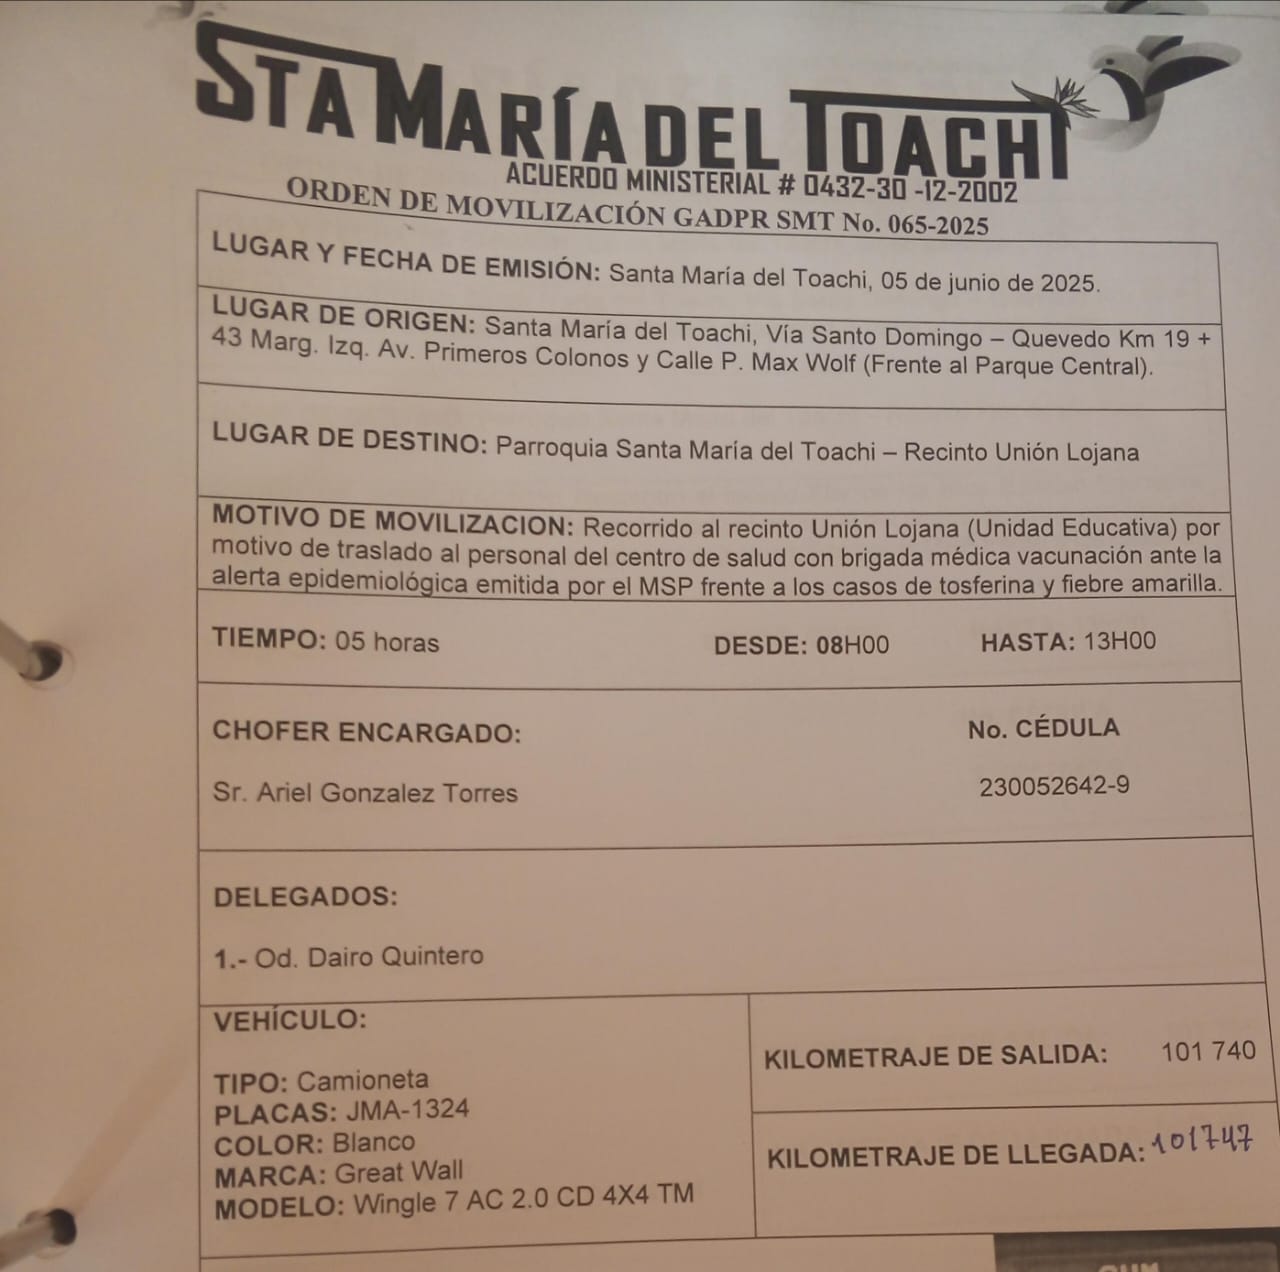 STA MARÍA DEL TOACHI
ACUERDO MINISTERIAL # 0432-30 -12-2002
ORDEN DE MOVILIZACIÓN GADPR SMT No. 065-2025
LUGAR Y FECHA DE EMISIÓN: Santa María del Toachi, 05 de junio de 2025.
LUGAR DE ORIGEN: Santa María del Toachi, Vía Santo Domingo – Quevedo Km 19 +
43 Marg. Izq. Av. Primeros Colonos y Calle P. Max Wolf (Frente al Parque Central).
LUGAR DE DESTINO: Parroquia Santa María del Toachi – Recinto Unión Lojana
MOTIVO DE MOVILIZACION: Recorrido al recinto Unión Lojana (Unidad Educativa) por
motivo de traslado al personal del centro de salud con brigada médica vacunación ante la
alerta epidemiológica emitida por el MSP frente a los casos de tosferina y fiebre amarilla.
TIEMPO: 05 horas DESDE: 08H00 HASTA: 13H00
CHOFER ENCARGADO: No. CÉDULA
Sr. Ariel Gonzalez Torres 230052642-9
DELEGADOS:
1.- Od. Dairo Quintero
VEHÍCULO:
TIPO: Camioneta
PLACAS: JMA-1324
COLOR: Blanco
MARCA: Great Wall
MODELO: Wingle 7 AC 2.0 CD 4X4 TM
KILOMETRAJE DE SALIDA: 101 740
KILOMETRAJE DE LLEGADA: 101747